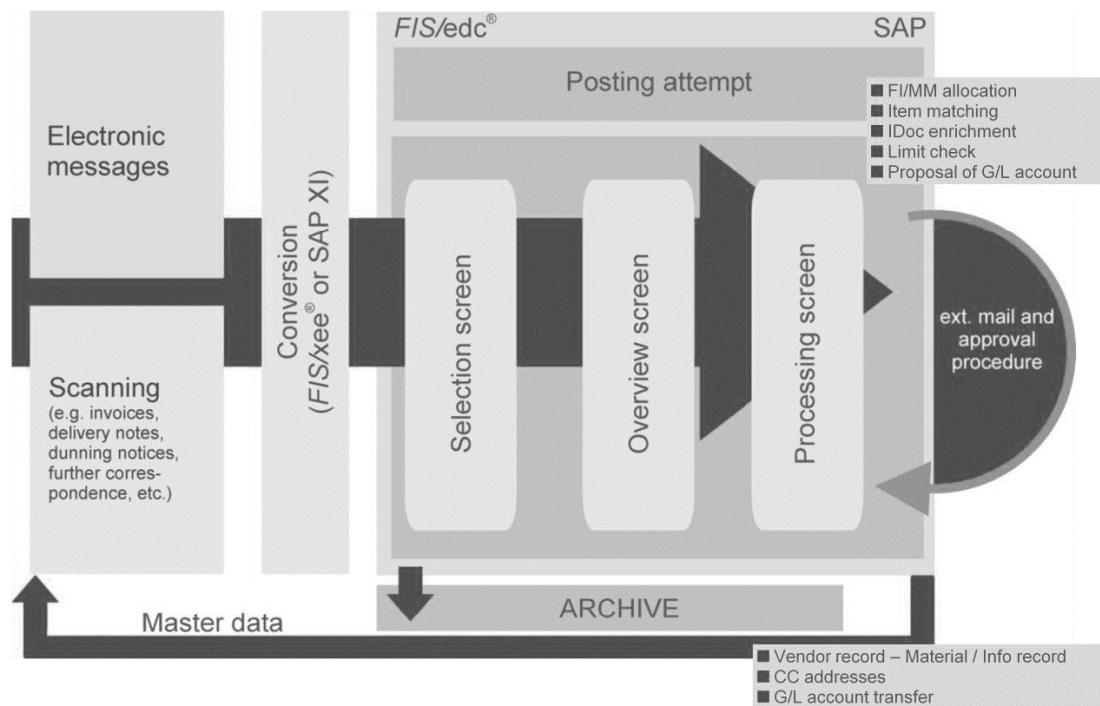 FIS/edc®
SAP
Posting attempt
FI/MM allocation
Item matching
IDoc enrichment
Limit check
Proposal of G/L account
Electronic
messages
Scanning
(e.g. invoices,
delivery notes,
dunning notices,
further corres-
pondence, etc.)
Conversion
(FIS/xee® or SAP XI)
Selection screen
Overview screen
Processing screen
ext. mail and
approval
procedure
ARCHIVE
Master data
Vendor record – Material / Info record
CC addresses
G/L account transfer